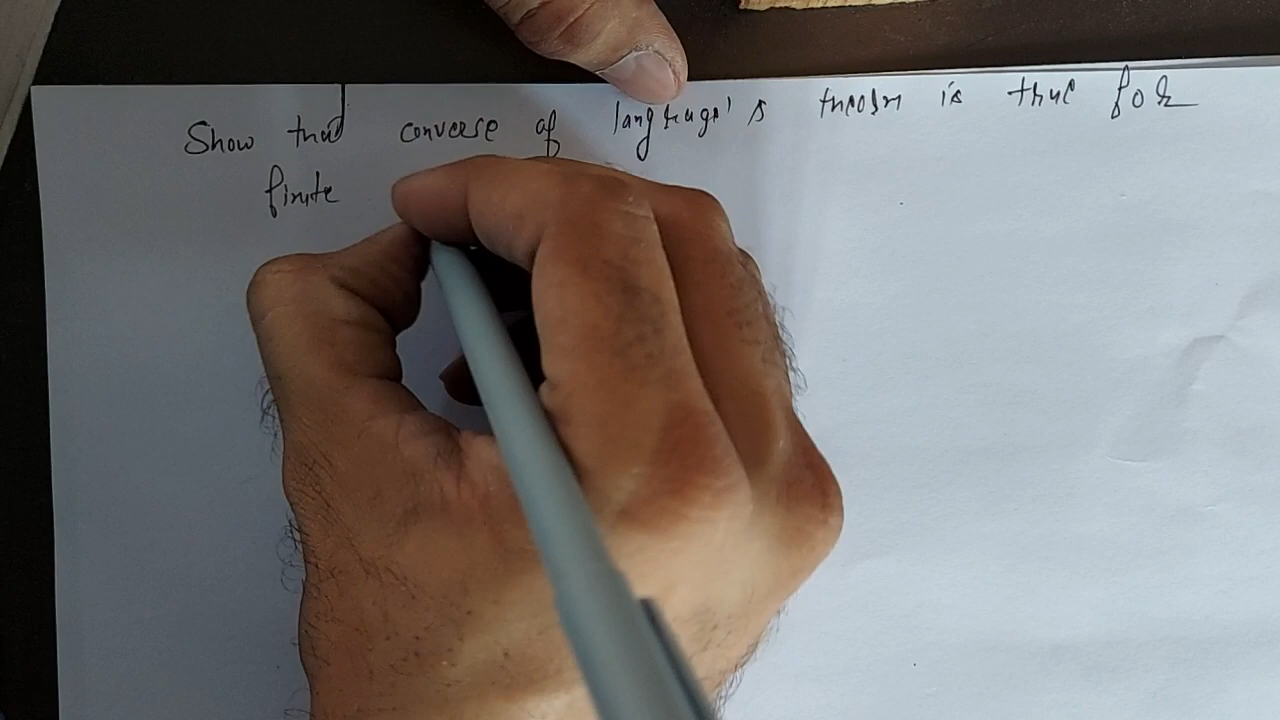 Show that converse of langrage's theorm is true for
finite